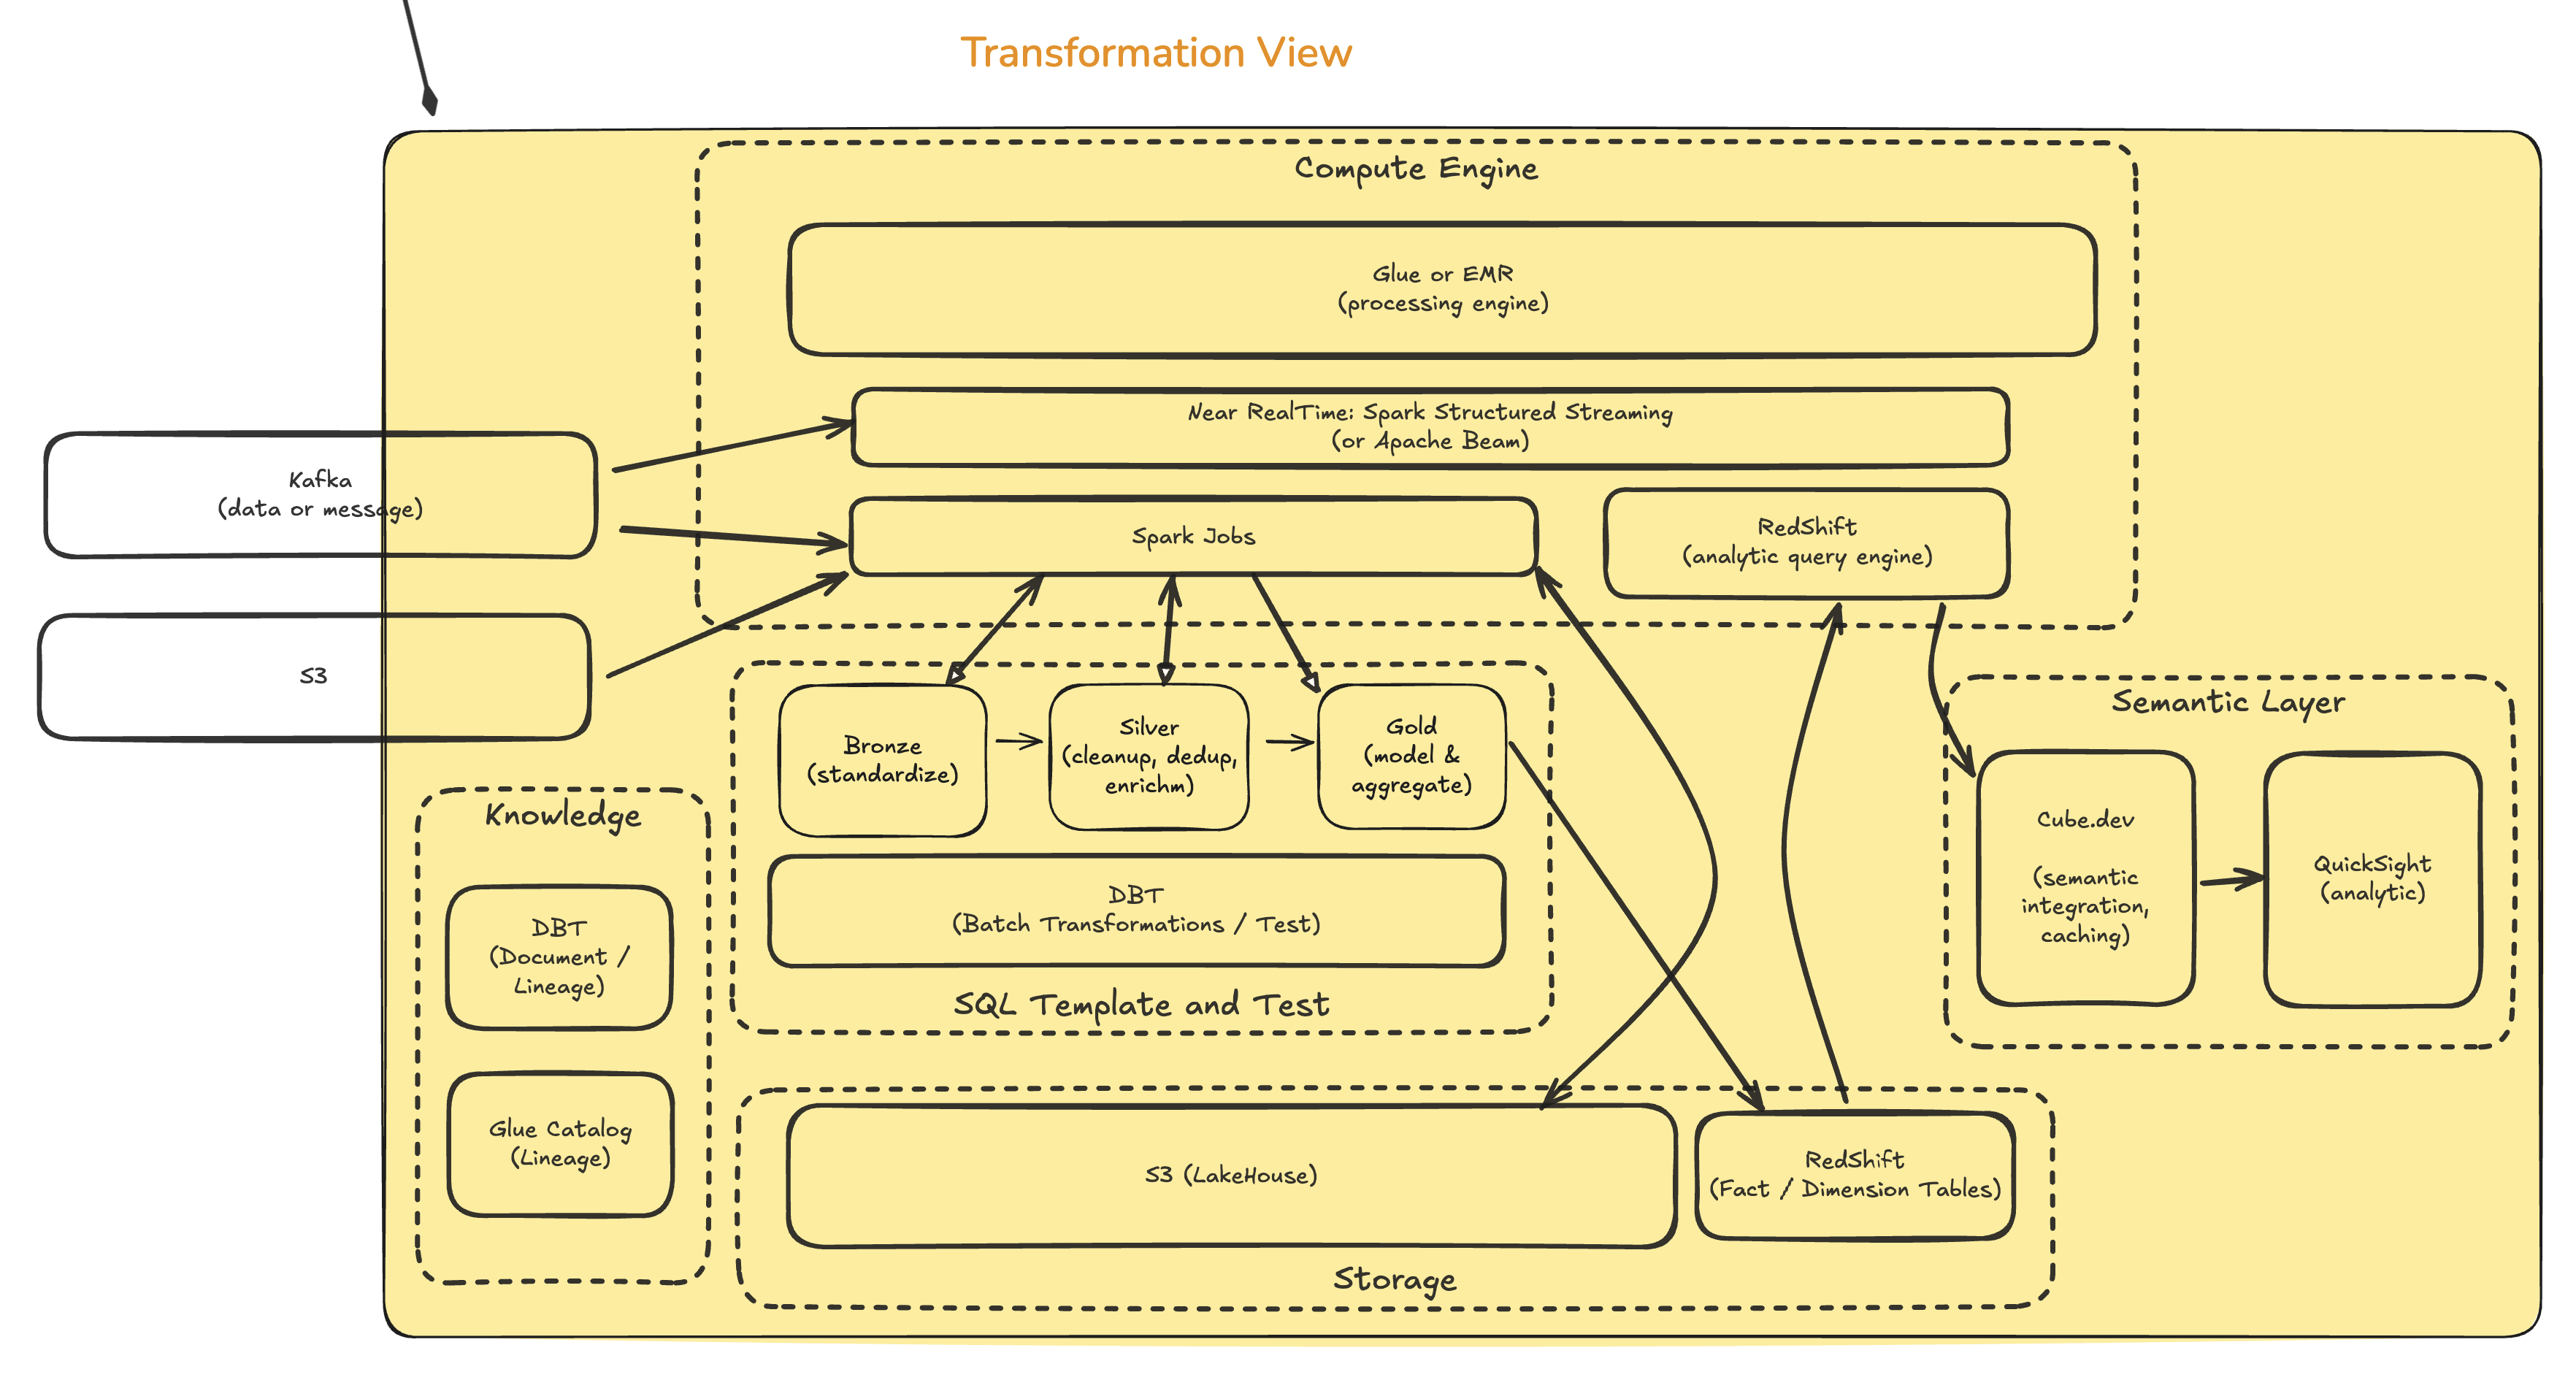 Transformation View
Compute Engine
Glue or EMR
(processing engine)
Near RealTime: Spark Structured Streaming
(or Apache Beam)
Kafka
(data or message)
Spark Jobs
RedShift
(analytic query engine)
S3
Bronze
(standardize)
Silver
(cleanup, dedup,
enrichm)
Gold
(model &
aggregate)
DBT
(Batch Transformations / Test)
SQL Template and Test
Semantic Layer
Cube.dev
(semantic
integration,
caching)
QuickSight
(analytic)
Knowledge
DBT
(Document /
Lineage)
Glue Catalog
(Lineage)
S3 (LakeHouse)
RedShift
(Fact / Dimension Tables)
Storage